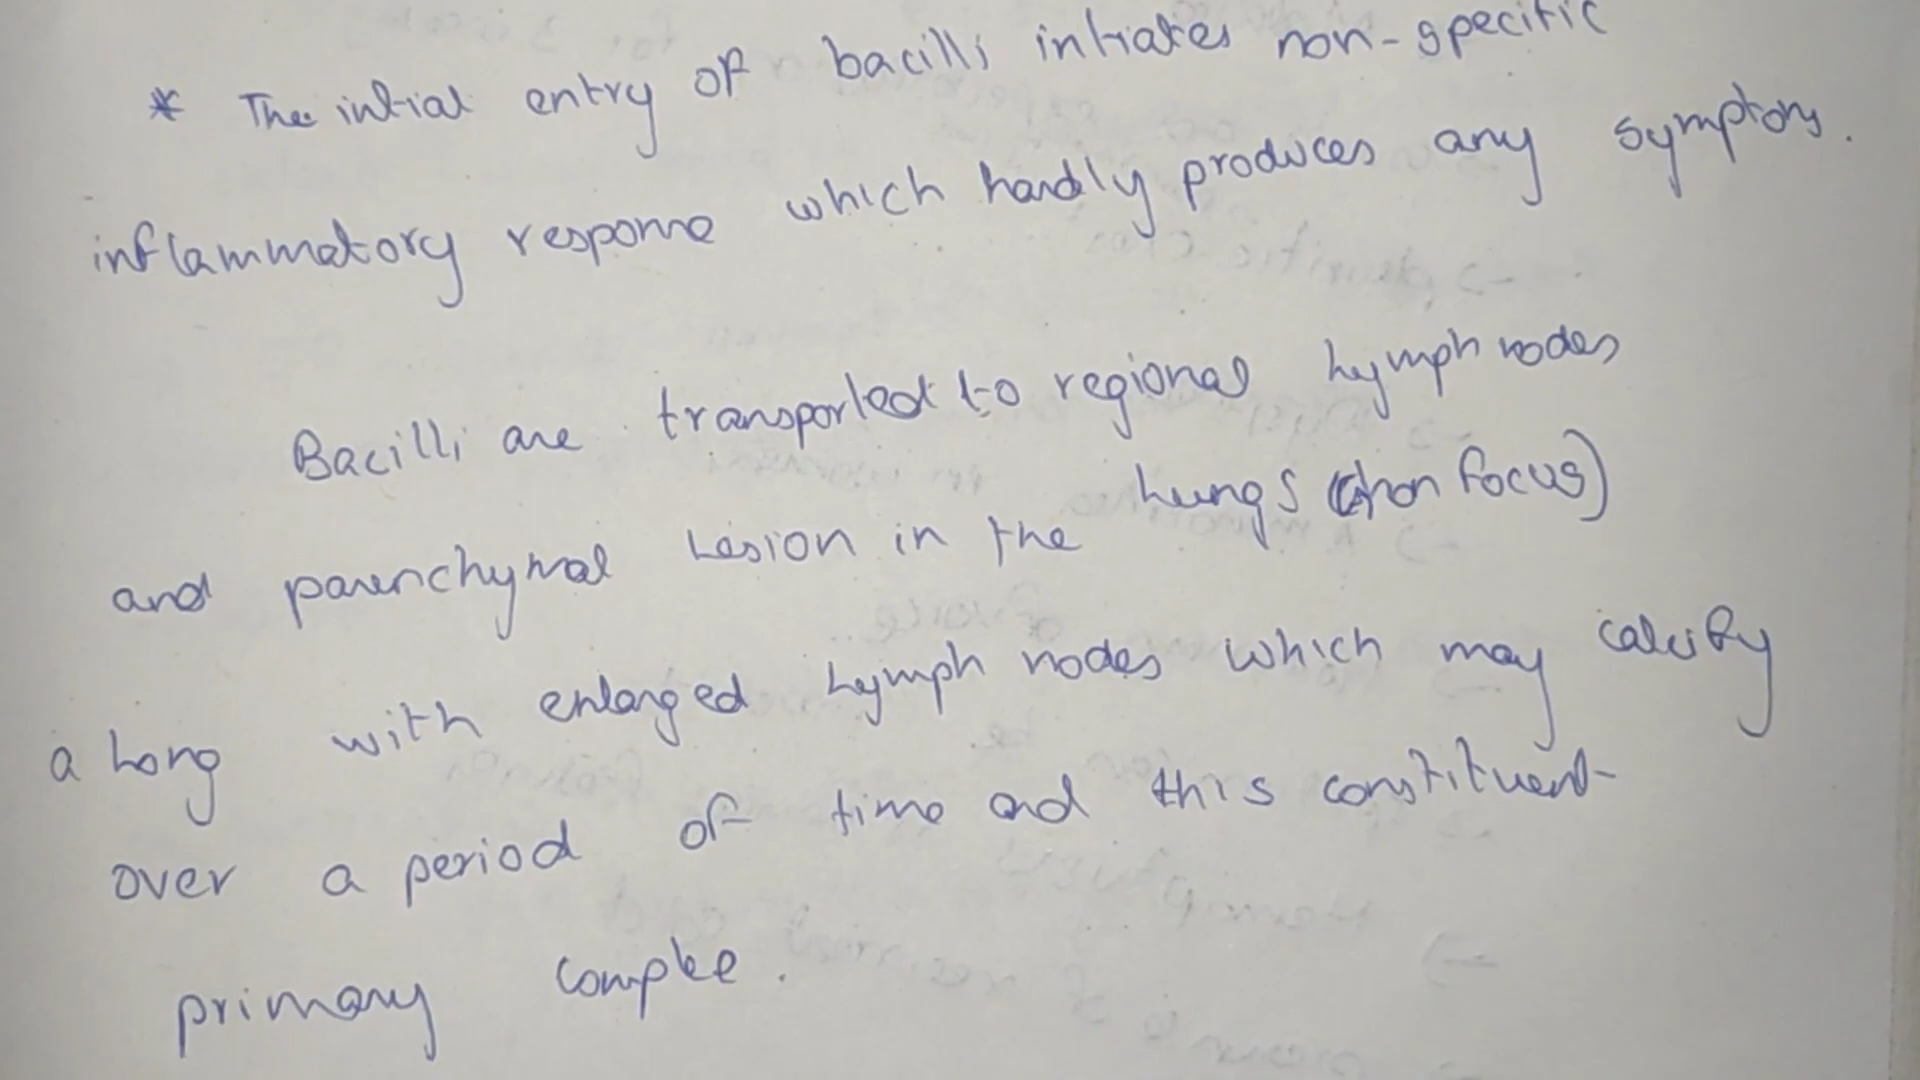 * The initial entry of bacilli initiates non-specific
inflammatory response which hardly produces any symptoms.
Bacilli are transported to regional Lymph nodes
and parenchymal Lesion in the Lungs (Ghon focus)
a Long with enlarged Lymph nodes which may calcify
over a period of time and this constituent
primary comple.